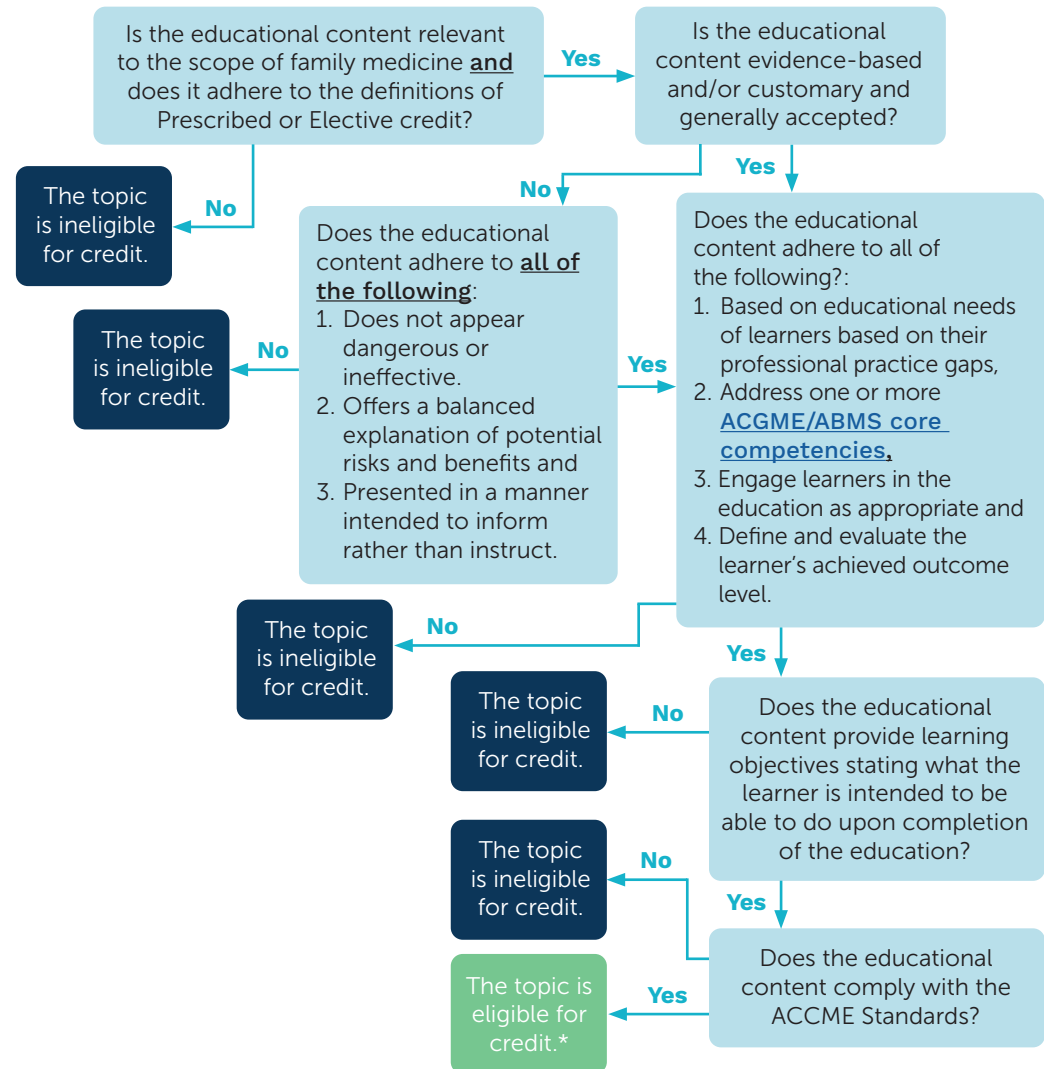 Is the educational content relevant
to the scope of family medicine and
does it adhere to the definitions of
Prescribed or Elective credit?
Yes
Is the educational
content evidence-based
and/or customary and
generally accepted?
No
The topic
is ineligible
for credit.
No
Yes
Does the educational
content adhere to all of
the following:
1. Does not appear
dangerous or
ineffective.
2. Offers a balanced
explanation of potential
risks and benefits and
3. Presented in a manner
intended to inform
rather than instruct.
No
The topic
is ineligible
for credit.
Yes
Does the educational
content adhere to all of
the following?:
1. Based on educational needs
of learners based on their
professional practice gaps,
2. Address one or more
ACGME/ABMS core
competencies,
3. Engage learners in the
education as appropriate and
4. Define and evaluate the
learner's achieved outcome
level.
No
The topic
is ineligible
for credit.
Yes
Does the educational
content provide learning
objectives stating what the
learner is intended to be
able to do upon completion
of the education?
No
The topic
is ineligible
for credit.
Yes
Does the educational
content comply with the
ACCME Standards?
No
The topic
is ineligible
for credit.
Yes
The topic is
eligible for
credit.*